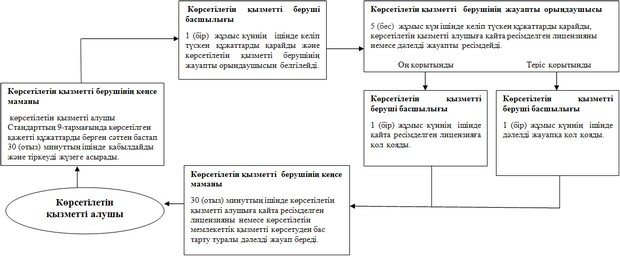 Көрсетілетін қызметті беруші
басшылығы
1 (бір) жұмыс күннің ішінде келіп
түскен құжаттарды қарайды және
көрсетілетін қызметті берушінің
жауапты орындаушысын белгілейді.
Көрсетілетін қызметті берушінің жауапты орындаушысы
5 (бес) жұмыс күн ішінде келіп түскен құжаттарды қарайды,
көрсетілетін қызметті алушыға қайта ресімделген лицензияны
немесе дәлелді жауапты ресімдейді.
Оң қорытынды
Теріс қорытынды
Көрсетілетін қызметті
беруші басшылығы
1 (бір) жұмыс күннің ішінде
қайта ресімделген лицензияға
қол қояды.
Көрсетілетін қызметті
беруші басшылығы
1 (бір) жұмыс күннің ішінде
дәлелді жауапқа қол қояды.
Көрсетілетін қызметті берушінің кеңсе
маманы
көрсетілетін қызметті алушы
Стандарттың 9-тармағында көрсетілген
қажетті құжаттарды берген сәттен бастап
30 (отыз) минуттың ішінде қабылдайды
және тіркеуді жүзеге асырады.
Көрсетілетін қызметті берушінің кеңсе
маманы
30 (отыз) минуттың ішінде көрсетілетін
қызметті алушыға қайта ресімделген
лицензияны немесе көрсетілетін
мемлекеттік қызметті көрсетуден бас
тарту туралы дәлелді жауап береді.
Көрсетілетін
қызметті алушы